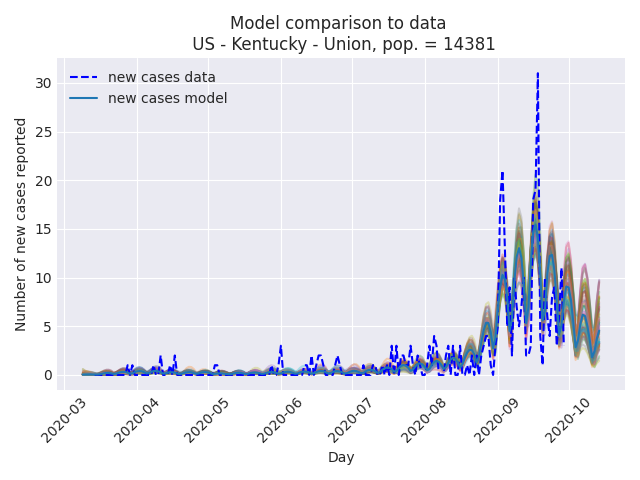 Model comparison to data
US - Kentucky - Union, pop. = 14381
new cases data
new cases model
Number of new cases reported
30
25
20
15
10
5
0
2020-03
2020-04
2020-05
2020-06
2020-07
2020-08
2020-09
2020-10
Day